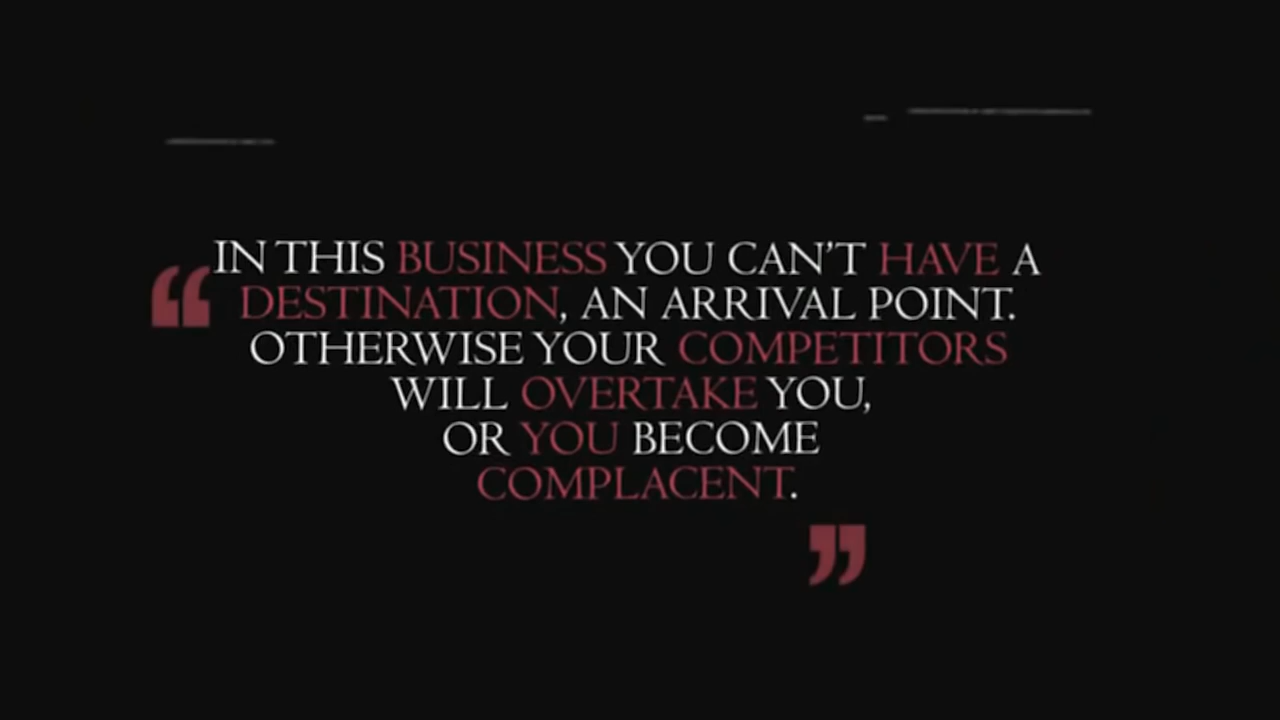 “IN THIS BUSINESS YOU CAN’T HAVE A
DESTINATION, AN ARRIVAL POINT.
OTHERWISE YOUR COMPETITORS
WILL OVERTAKE YOU,
OR YOU BECOME
COMPLACENT.
”